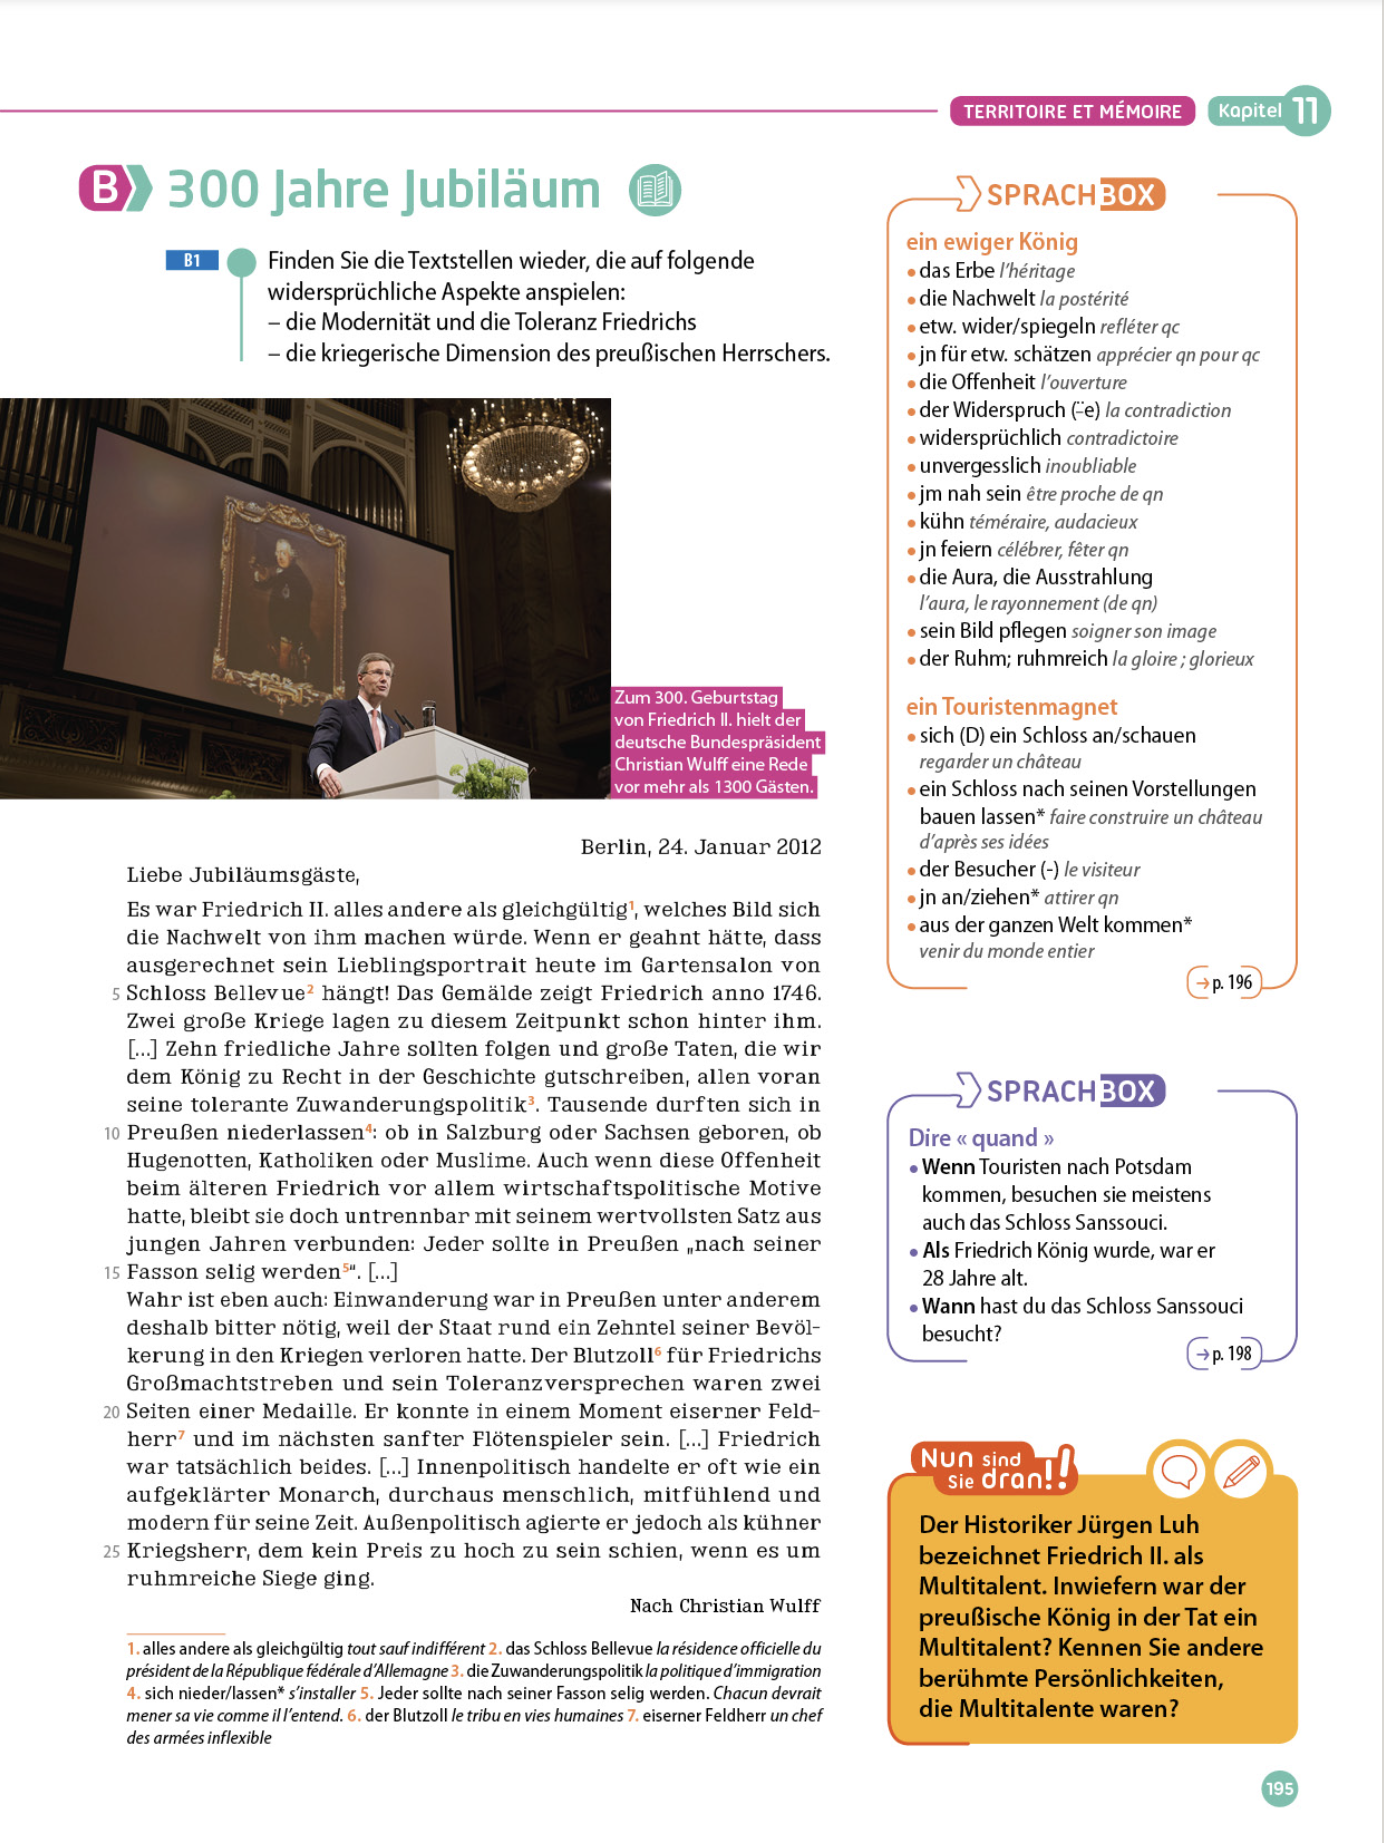 TERRITOIRE ET MÉMOIRE Kapitel 11
B 300 Jahre Jubiläum
B1 Finden Sie die Textstellen wieder, die auf folgende
widersprüchliche Aspekte anspielen:
– die Modernität und die Toleranz Friedrichs
– die kriegerische Dimension des preußischen Herrschers.
Zum 300. Geburtstag
von Friedrich II. hielt der
deutsche Bundespräsident
Christian Wulff eine Rede
vor mehr als 1300 Gästen.
Berlin, 24. Januar 2012
Liebe Jubiläumsgäste,
Es war Friedrich II. alles andere als gleichgültig1, welches Bild sich
die Nachwelt von ihm machen würde. Wenn er geahnt hätte, dass
ausgerechnet sein Lieblingsportrait heute im Gartensalon von
5 Schloss Bellevue2 hängt! Das Gemälde zeigt Friedrich anno 1746.
Zwei große Kriege lagen zu diesem Zeitpunkt schon hinter ihm.
[...] Zehn friedliche Jahre sollten folgen und große Taten, die wir
dem König zu Recht in der Geschichte gutschreiben, allen voran
seine tolerante Zuwanderungspolitik3. Tausende durften sich in
10 Preußen niederlassen4: ob in Salzburg oder Sachsen geboren, ob
Hugenotten, Katholiken oder Muslime. Auch wenn diese Offenheit
beim älteren Friedrich vor allem wirtschaftspolitische Motive
hatte, bleibt sie doch untrennbar mit seinem wertvollsten Satz aus
jungen Jahren verbunden: Jeder sollte in Preußen „nach seiner
15 Fasson selig werden5“. [...]
Wahr ist eben auch: Einwanderung war in Preußen unter anderem
deshalb bitter nötig, weil der Staat rund ein Zehntel seiner Bevöl-
kerung in den Kriegen verloren hatte. Der Blutzoll6 für Friedrichs
Großmachtstreben und sein Toleranzversprechen waren zwei
20 Seiten einer Medaille. Er konnte in einem Moment eiserner Feld-
herr7 und im nächsten sanfter Flötenspieler sein. [...] Friedrich
war tatsächlich beides. [...] Innenpolitisch handelte er oft wie ein
aufgeklärter Monarch, durchaus menschlich, mitfühlend und
modern für seine Zeit. Außenpolitisch agierte er jedoch als kühner
25 Kriegsherr, dem kein Preis zu hoch zu sein schien, wenn es um
ruhmreiche Siege ging.
Nach Christian Wulff
1. alles andere als gleichgültig tout sauf indifférent 2. das Schloss Bellevue la résidence officielle du
président de la République fédérale d’Allemagne 3. die Zuwanderungspolitik la politique d’immigration
4. sich nieder/lassen* s’installer 5. Jeder sollte nach seiner Fasson selig werden. Chacun devrait
mener sa vie comme il l’entend. 6. der Blutzoll le tribu en vies humaines 7. eiserner Feldherr un chef
des armées inflexible
SPRACHBOX
ein ewiger König
• das Erbe l’héritage
• die Nachwelt la postérité
• etw. wider/spiegeln refléter qc
• jn für etw. schätzen apprécier qn pour qc
• die Offenheit l’ouverture
• der Widerspruch (¨-e) la contradiction
• widersprüchlich contradictoire
• unvergesslich inoubliable
• jm nah sein être proche de qn
• kühn téméraire, audacieux
• jn feiern célébrer, fêter qn
• die Aura, die Ausstrahlung
l’aura, le rayonnement (de qn)
• sein Bild pflegen soigner son image
• der Ruhm; ruhmreich la gloire ; glorieux
ein Touristenmagnet
• sich (D) ein Schloss an/schauen
regarder un château
• ein Schloss nach seinen Vorstellungen
bauen lassen* faire construire un château
d’après ses idées
• der Besucher (-) le visiteur
• jn an/ziehen* attirer qn
• aus der ganzen Welt kommen*
venir du monde entier
→ p. 196
SPRACHBOX
Dire « quand »
• Wenn Touristen nach Potsdam
kommen, besuchen sie meistens
auch das Schloss Sanssouci.
• Als Friedrich König wurde, war er
28 Jahre alt.
• Wann hast du das Schloss Sanssouci
besucht?
→ p. 198
Nun sind
Sie dran!!
Der Historiker Jürgen Luh
bezeichnet Friedrich II. als
Multitalent. Inwiefern war der
preußische König in der Tat ein
Multitalent? Kennen Sie andere
berühmte Persönlichkeiten,
die Multitalente waren?
195